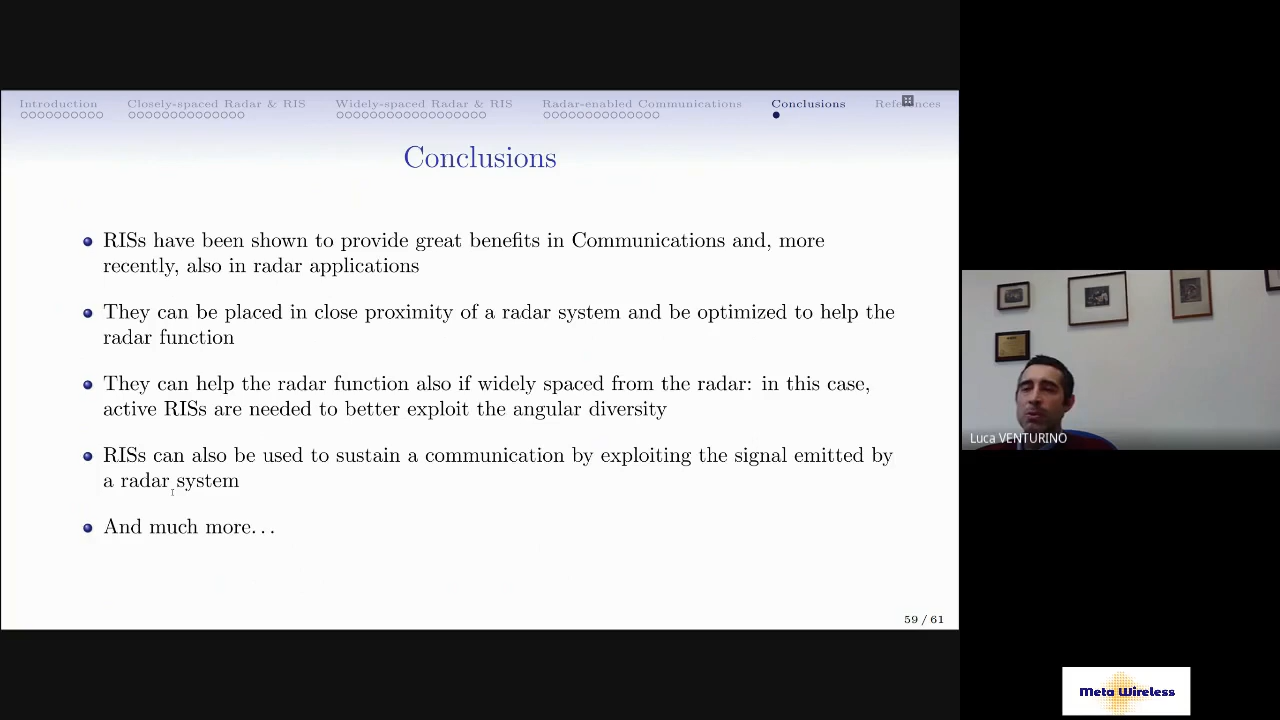 Introduction Closely-spaced Radar & RIS Widely-spaced Radar & RIS Radar-enabled Communications Conclusions
Conclusions
RISs have been shown to provide great benefits in Communications and, more
recently, also in radar applications
They can be placed in close proximity of a radar system and be optimized to help the
radar function
They can help the radar function also if widely spaced from the radar: in this case,
active RISs are needed to better exploit the angular diversity
RISs can also be used to sustain a communication by exploiting the signal emitted by
a radar system
And much more...
59 / 61
Luca VENTURINO
Meta Wireless